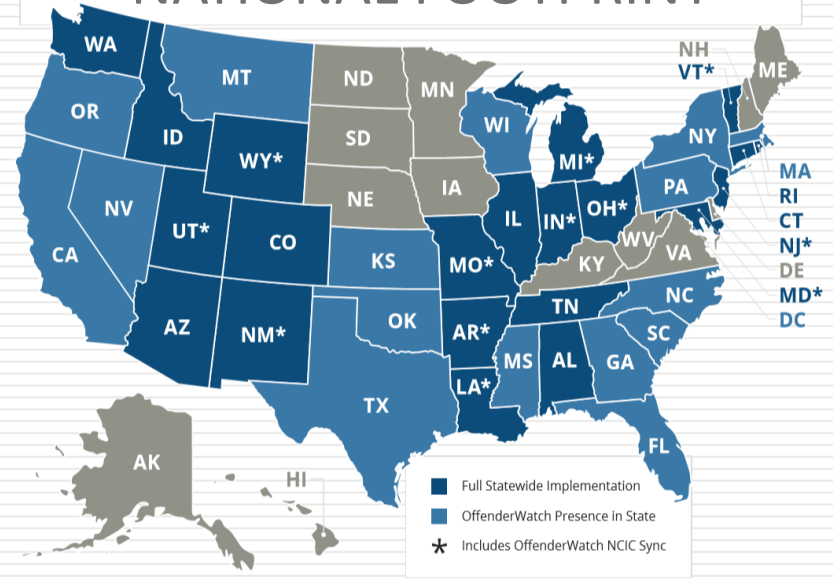 NATIONAL FOOTPRINT
WA
MT
ND
MN
NH
VT*
ME
OR
ID
WY*
SD
WI
MI*
NY
MA
RI
CT
NJ*
DE
MD*
DC
NV
UT*
CO
NE
IA
IL
IN*
OH*
PA
WV
VA
CA
KS
MO*
KY
AZ
NM*
OK
AR*
TN
NC
SC
TX
LA*
MS
AL
GA
FL
AK
HI
Full Statewide Implementation
OffenderWatch Presence in State
* Includes OffenderWatch NCIC Sync